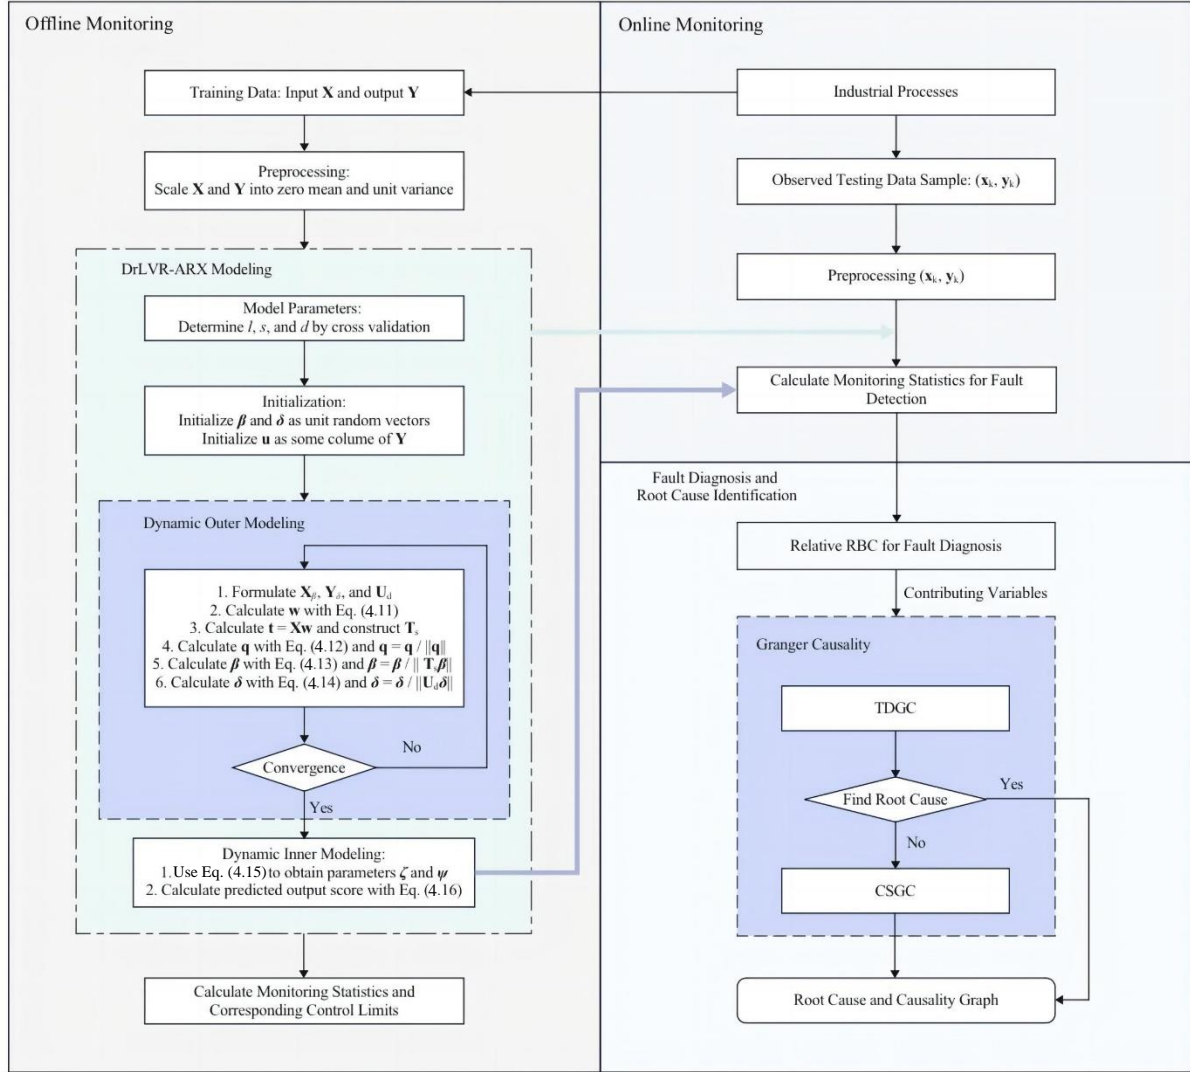 Offline Monitoring
Training Data: Input X and output Y
Preprocessing:
Scale X and Y into zero mean and unit variance
DrLVR-ARX Modeling
Model Parameters:
Determine l, s, and d by cross validation
Initialization:
Initialize β and δ as unit random vectors
Initialize u as some colume of Y
Dynamic Outer Modeling
1. Formulate Xβ, Yδ, and Ud
2. Calculate w with Eq. (4.11)
3. Calculate t = Xw and construct Ts
4. Calculate q with Eq. (4.12) and q = q / ||q||
5. Calculate β with Eq. (4.13) and β = β / || Tsβ||
6. Calculate δ with Eq. (4.14) and δ = δ / ||Udδ||
Convergence
No
Yes
Dynamic Inner Modeling:
1.Use Eq. (4.15) to obtain parameters ζ and ψ
2. Calculate predicted output score with Eq. (4.16)
Calculate Monitoring Statistics and
Corresponding Control Limits
Online Monitoring
Industrial Processes
Observed Testing Data Sample: (xk, yk)
Preprocessing (xk, yk)
Calculate Monitoring Statistics for Fault
Detection
Fault Diagnosis and
Root Cause Identification
Relative RBC for Fault Diagnosis
Contributing Variables
Granger Causality
TDGC
Find Root Cause
Yes
No
CSGC
Root Cause and Causality Graph